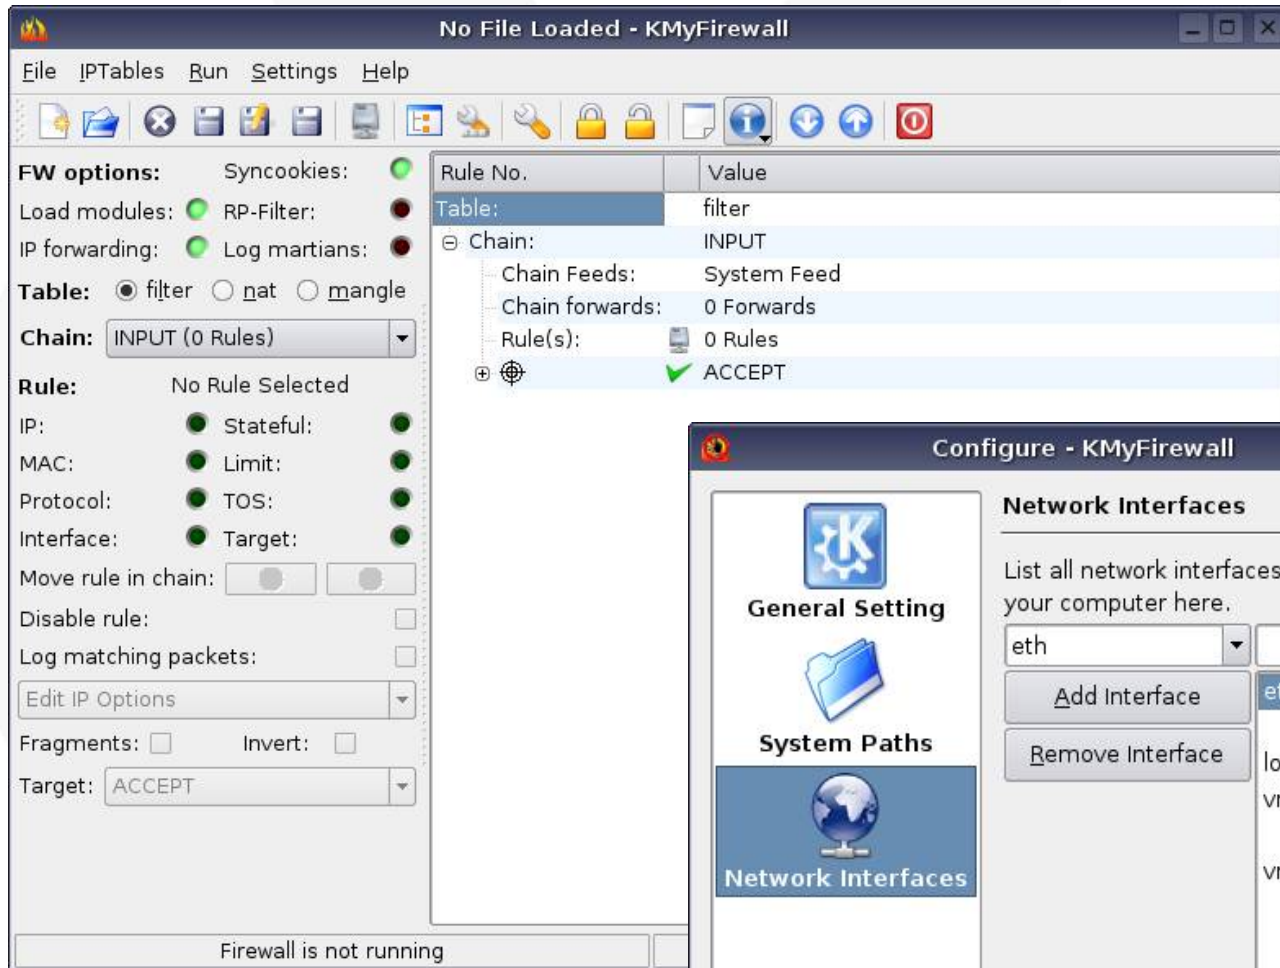 No File Loaded - KMyFirewall
File IPTables Run Settings Help
FW options: Syncookies:
Load modules: RP-Filter:
IP forwarding: Log martians:
Table: filter nat mangle
Chain: INPUT (0 Rules)
Rule: No Rule Selected
IP: Stateful:
MAC: Limit:
Protocol: TOS:
Interface: Target:
Move rule in chain:
Disable rule:
Log matching packets:
Edit IP Options
Fragments: Invert:
Target: ACCEPT
Rule No. Value
Table: filter
Chain: INPUT
Chain Feeds: System Feed
Chain forwards: 0 Forwards
Rule(s): 0 Rules
ACCEPT
Configure - KMyFirewall
General Setting
System Paths
Network Interfaces
Network Interfaces
List all network interfaces
your computer here.
eth
Add Interface
Remove Interface
Firewall is not running